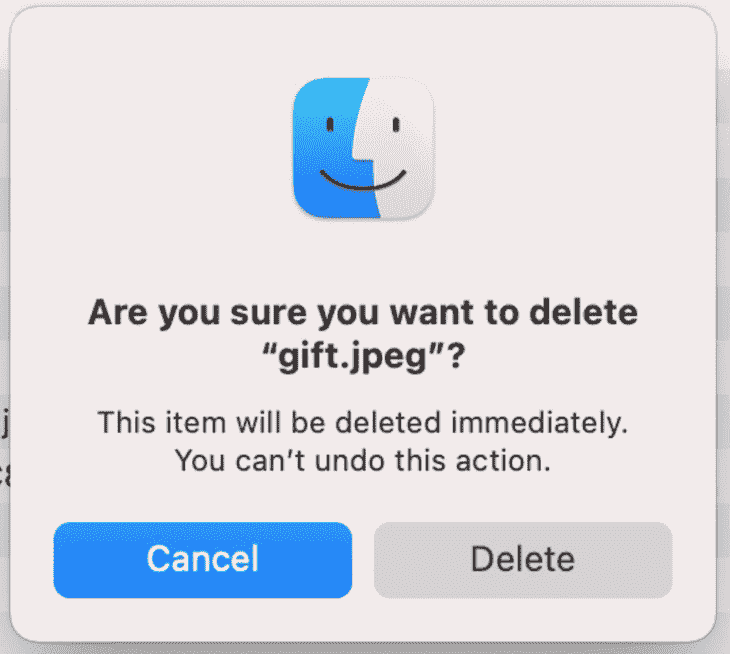 Are you sure you want to delete
“gift.jpeg”?
This item will be deleted immediately.
You can’t undo this action.
Cancel
Delete